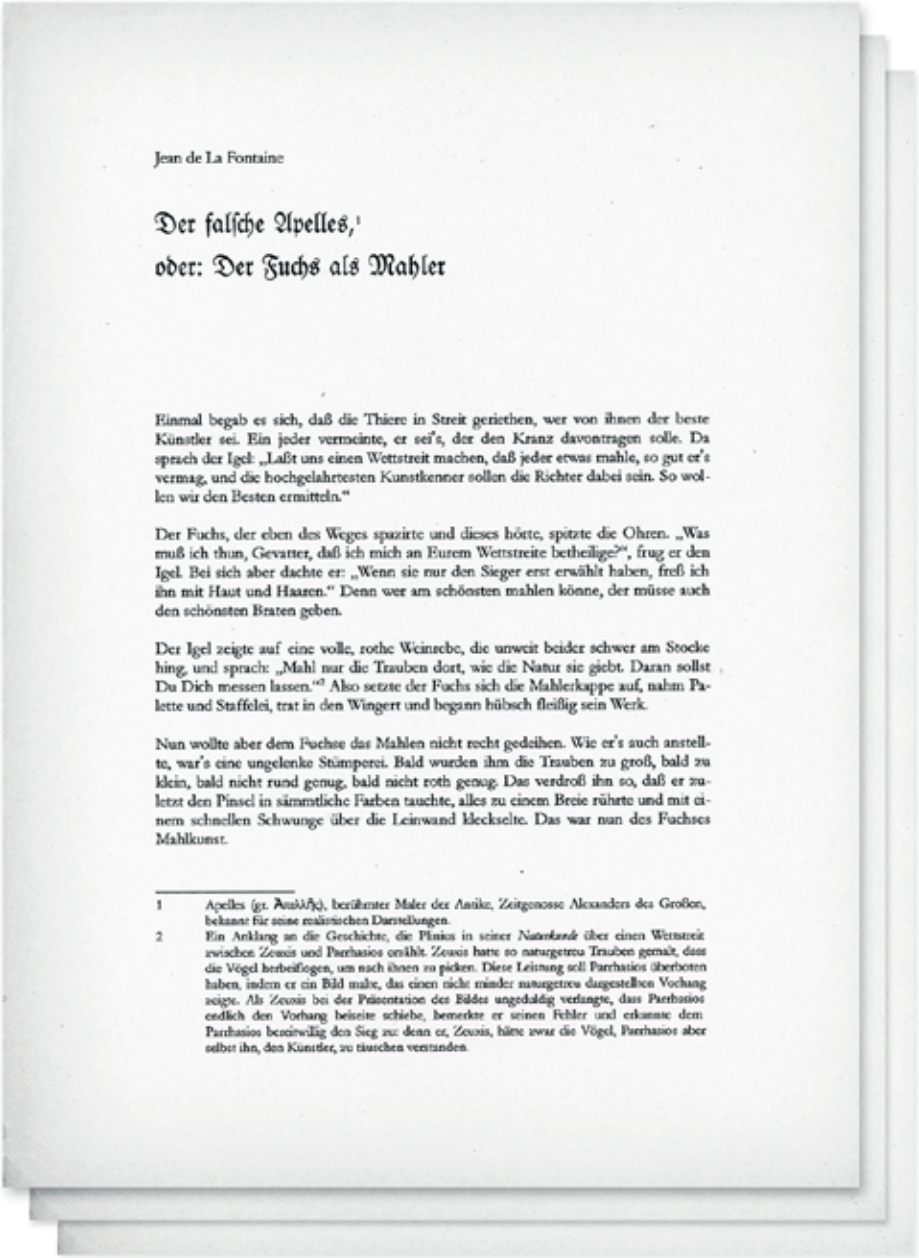 Jean de La Fontaine
Der falsche Apelles,¹
oder: Der Fuchs als Mahler
Einmal begab es sich, daß die Thiere in Streit geriethen, wer von ihnen der beste
Künstler sei. Ein jeder vermeinte, er sei's, der den Kranz davontragen solle. Da
sprach der Igel: „Laßt uns einen Wettstreit machen, daß jeder etwas mahle, so gut er's
vermag, und die hochgelahrtesten Kunstkenner sollen die Richter dabei sein. So wol-
len wir den Besten ermitteln."
Der Fuchs, der eben des Weges spazirte und dieses hörte, spitzte die Ohren. „Was
muß ich thun, Gevatter, daß ich mich an Eurem Wettstreite betheilige?", frug er den
Igel. Bei sich aber dachte er: „Wenn sie nur den Sieger erst erwählt haben, freß ich
ihn mit Haut und Haaren." Denn wer am schönsten mahlen könne, der müsse auch
den schönsten Braten geben.
Der Igel zeigte auf eine volle, rothe Weinrebe, die unweit beider schwer am Stocke
hing, und sprach: „Mahl nur die Trauben dort, wie die Natur sie giebt. Daran sollst
Du Dich messen lassen."² Also setzte der Fuchs sich die Mahlerkappe auf, nahm Pa-
lette und Staffelei, trat in den Wingert und begann hübsch fleißig sein Werk.
Nun wollte aber dem Fuchse das Mahlen nicht recht gedeihen. Wie er's auch anstell-
te, war's eine ungelenke Stümperei. Bald wurden ihm die Trauben zu groß, bald zu
klein, bald nicht rund genug, bald nicht roth genug. Das verdroß ihn so, daß er zu-
letzt den Pinsel in sämmtliche Farben tauchte, alles zu einem Breie rührte und mit ei-
nem schnellen Schwunge über die Leinwand kleckselte. Das war nun des Fuchses
Mahlkunst.
1 Apelles (gr. Ἀπελλῆς), berühmter Maler der Antike, Zeitgenosse Alexanders des Großen,
bekannt für seine realistischen Darstellungen.
2 Ein Anklang an die Geschichte, die Plinius in seiner Naturkunde über einen Wettstreit
zwischen Zeuxis und Parrhasios erzählt. Zeuxis hatte so naturgetreu Trauben gemalt, dass
die Vögel herbeiflogen, um nach ihnen zu picken. Diese Leistung soll Parrhasios überboten
haben, indem er ein Bild malte, das einen nicht minder naturgetreu dargestellten Vorhang
zeigte. Als Zeuxis bei der Präsentation des Bildes ungeduldig verlangte, dass Parrhasios
endlich den Vorhang beiseite schiebe, bemerkte er seinen Fehler und erkannte dem
Parrhasios bereitwillig den Sieg zu: denn er, Zeuxis, hätte zwar die Vögel, Parrhasios aber
selbst ihn, den Künstler, zu täuschen verstanden.